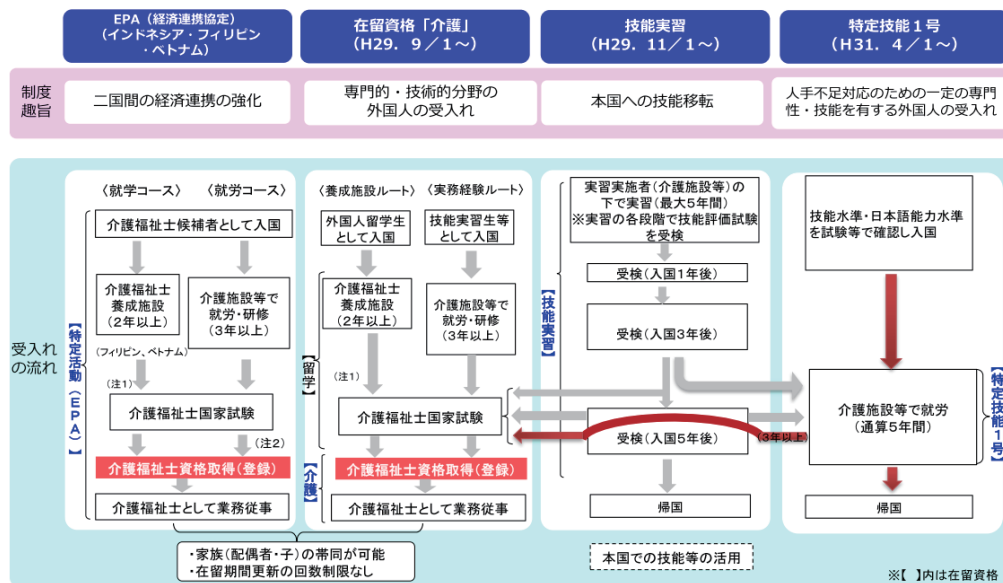 EPA（経済連携協定）
（インドネシア・フィリピン
・ベトナム）
在留資格「介護」
（H29．９／１～）
技能実習
（H29．11／１～）
特定技能１号
（H31．４／１～）
制度
趣旨
二国間の経済連携の強化
専門的・技術的分野の
外国人の受入れ
本国への技能移転
人手不足対応のための一定の専門
性・技能を有する外国人の受入れ
受入れ
の流れ
【特定活動（ＥＰＡ）】
〈就学コース〉
〈就労コース〉
介護福祉士候補者として入国
介護福祉士
養成施設
（２年以上）
介護施設等で
就労・研修
（３年以上）
（フィリピン、ベトナム）
（注１）
介護福祉士国家試験
（注２）
介護福祉士資格取得（登録）
介護福祉士として業務従事
〈養成施設ルート〉
〈実務経験ルート〉
外国人留学生
として入国
技能実習生等
として入国
【留学】
介護福祉士
養成施設
（２年以上）
介護施設等で
就労・研修
（３年以上）
（注１）
介護福祉士国家試験
【介護】
介護福祉士資格取得（登録）
介護福祉士として業務従事
・家族（配偶者・子）の帯同が可能
・在留期間更新の回数制限なし
【技能実習】
実習実施者（介護施設等）の
下で実習（最大５年間）
※実習の各段階で技能評価試験
を受検
受検（入国１年後）
受検（入国３年後）
受検（入国５年後）
帰国
本国での技能等の活用
技能水準・日本語能力水準
を試験等で確認し入国
（３年以上）
介護施設等で就労
（通算５年間）
【特定技能１号】
帰国
※【　】内は在留資格